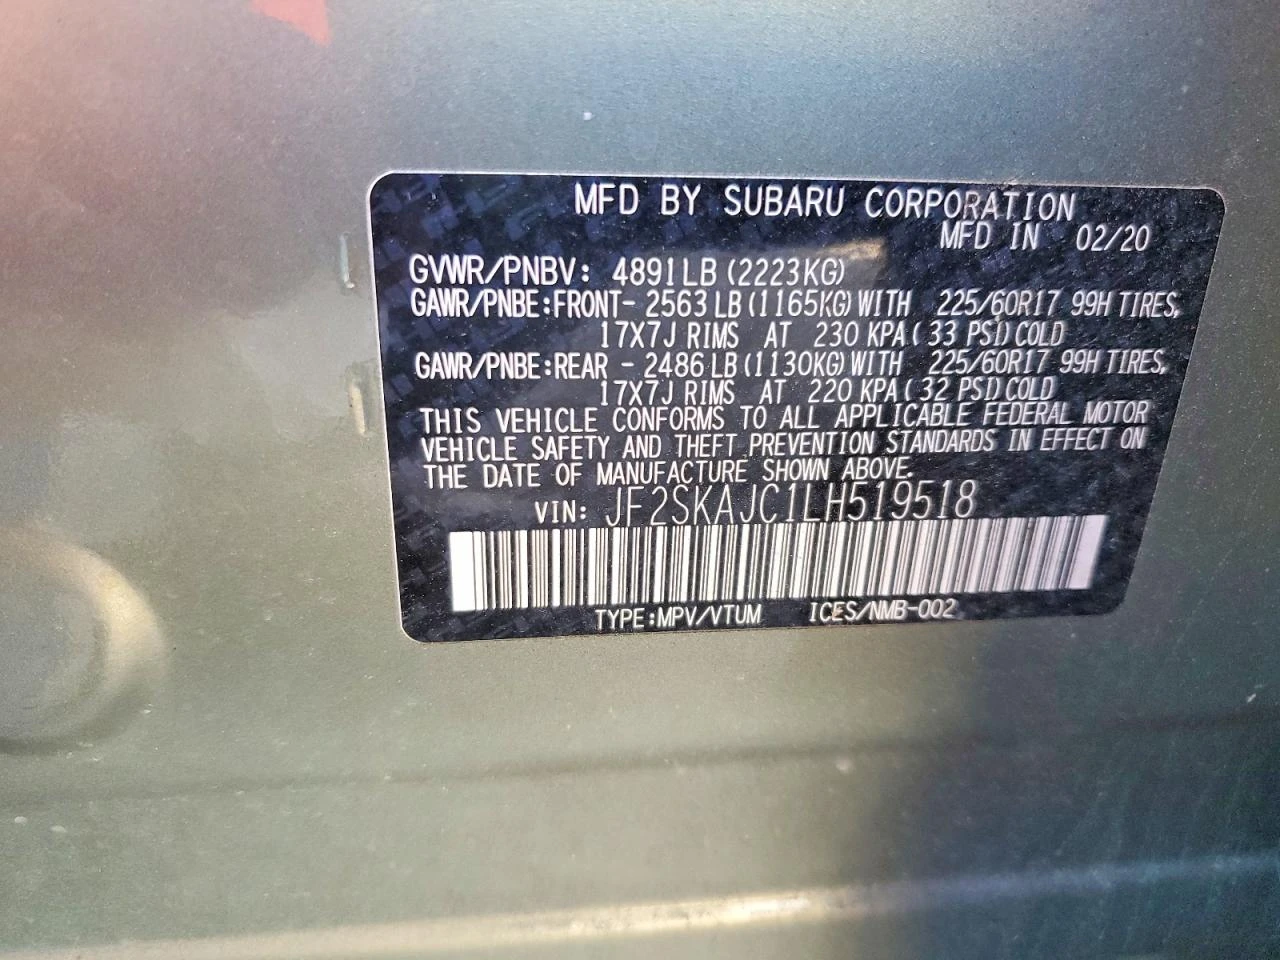 MFD BY SUBARU CORPORATION
MFD IN 02/20
GVWR/PNBV: 4891LB (2223KG)
GAWR/PNBE:FRONT- 2563 LB (1165KG) WITH 225/60R17 99H TIRES,
17X7J RIMS AT 230 KPA ( 33 PSI) COLD
GAWR/PNBE:REAR - 2486 LB (1130KG) WITH 225/60R17 99H TIRES,
17X7J RIMS AT 220 KPA ( 32 PSI) COLD
THIS VEHICLE CONFORMS TO ALL APPLICABLE FEDERAL MOTOR
VEHICLE SAFETY AND THEFT PREVENTION STANDARDS IN EFFECT ON
THE DATE OF MANUFACTURE SHOWN ABOVE.
VIN: JF2SKAJC1LH519518
TYPE:MPV/VTUM ICES/NMB-002